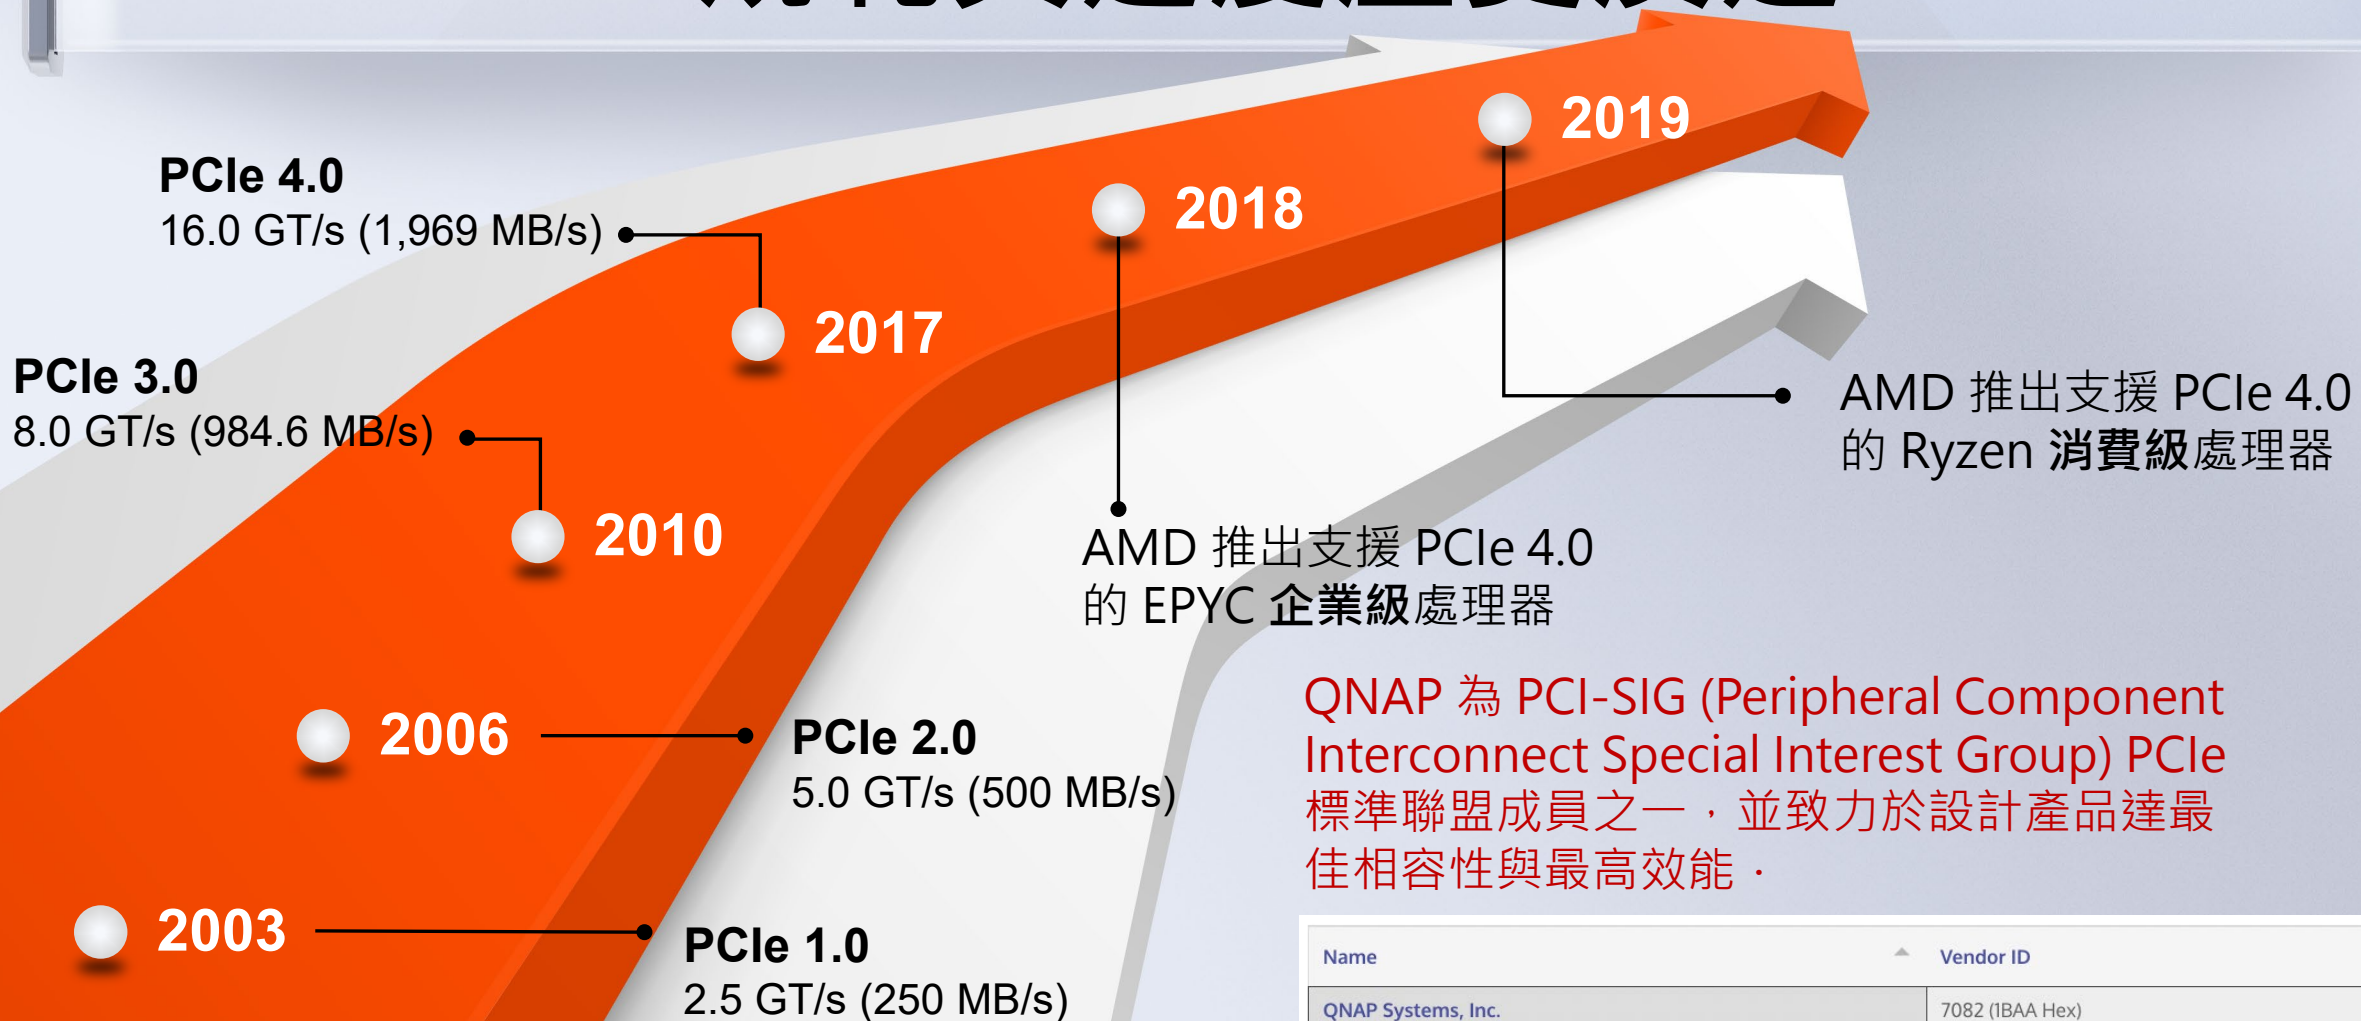 PCIe 4.0
16.0 GT/s (1,969 MB/s)
2019
2018
2017
PCIe 3.0
8.0 GT/s (984.6 MB/s)
2010
AMD 推出支援 PCIe 4.0
的 Ryzen 消費級處理器
AMD 推出支援 PCIe 4.0
的 EPYC 企業級處理器
2006
PCIe 2.0
5.0 GT/s (500 MB/s)
2003
PCIe 1.0
2.5 GT/s (250 MB/s)
QNAP 為 PCI-SIG (Peripheral Component
Interconnect Special Interest Group) PCIe
標準聯盟成員之一，並致力於設計產品達最
佳相容性與最高效能．
Name
Vendor ID
QNAP Systems, Inc.
7082 (1BAA Hex)